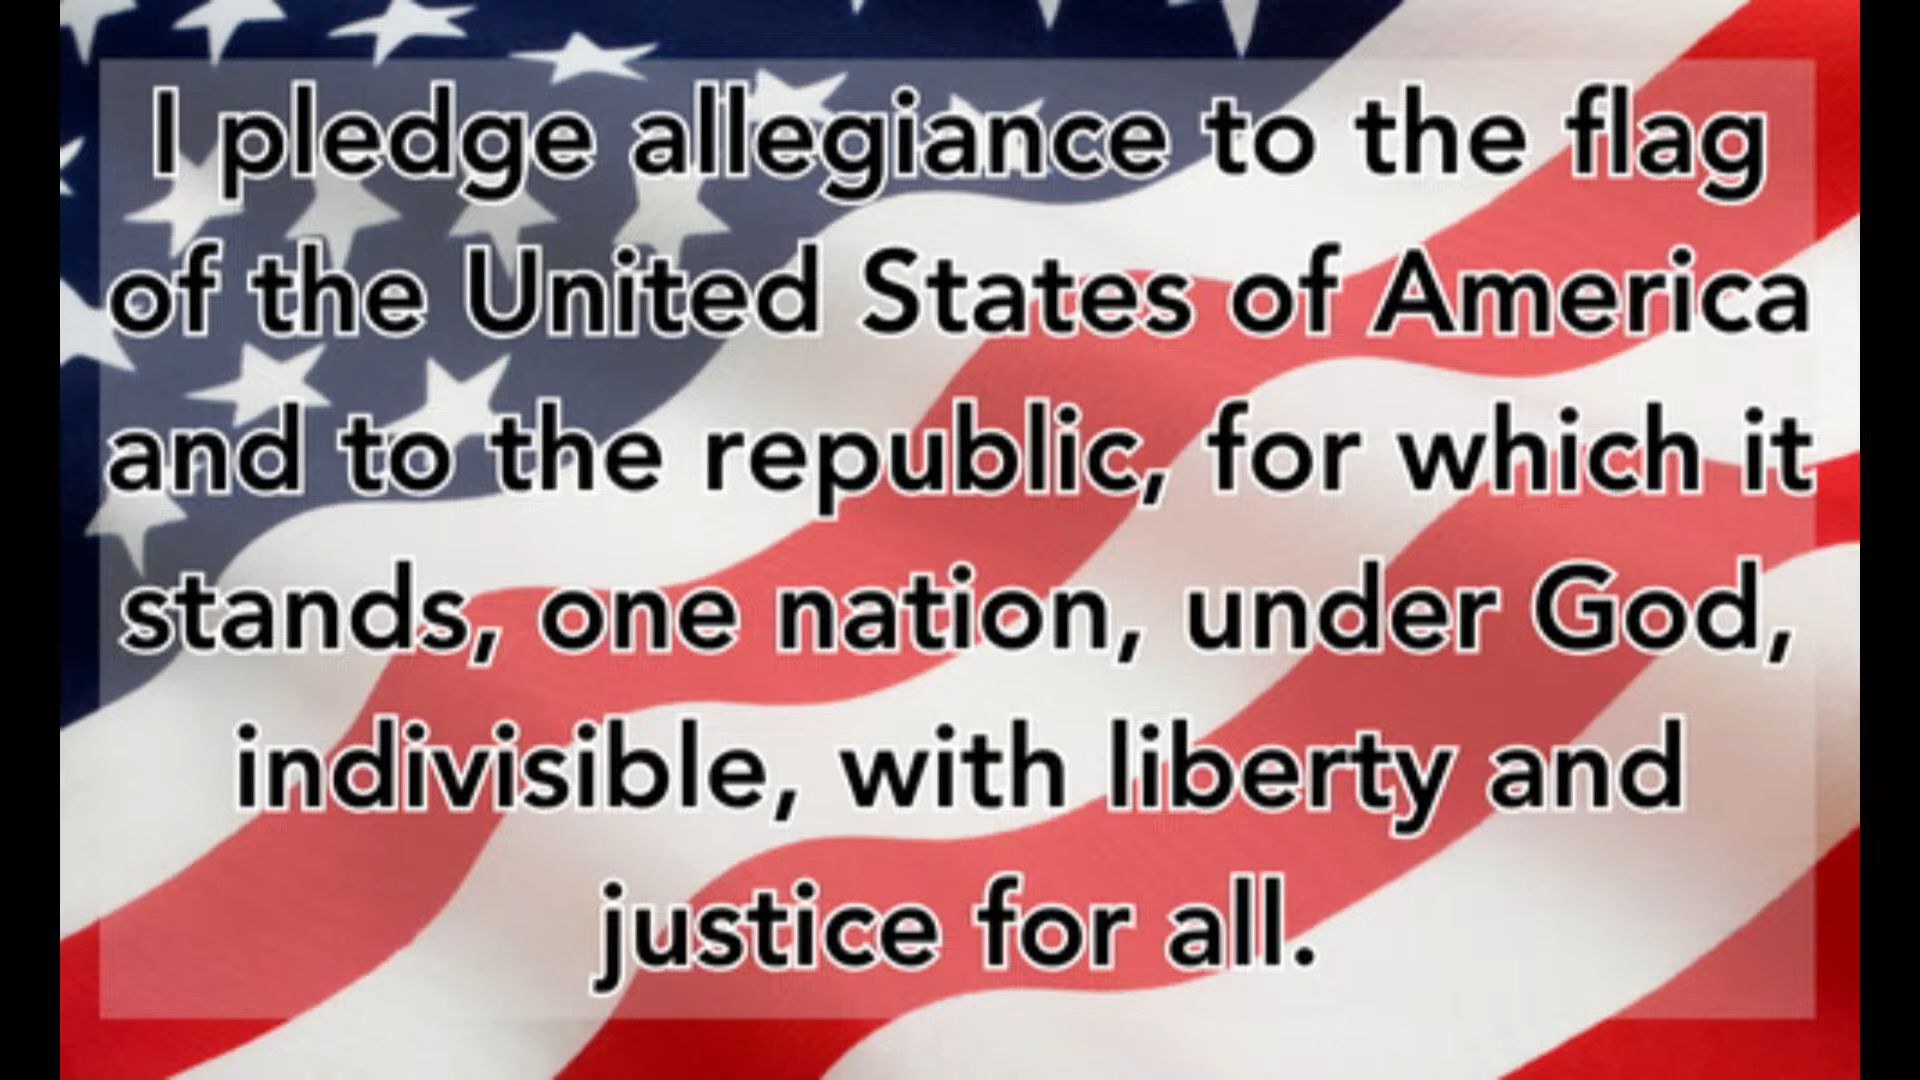 I pledge allegiance to the flag
of the United States of America
and to the republic, for which it
stands, one nation, under God,
indivisible, with liberty and
justice for all.